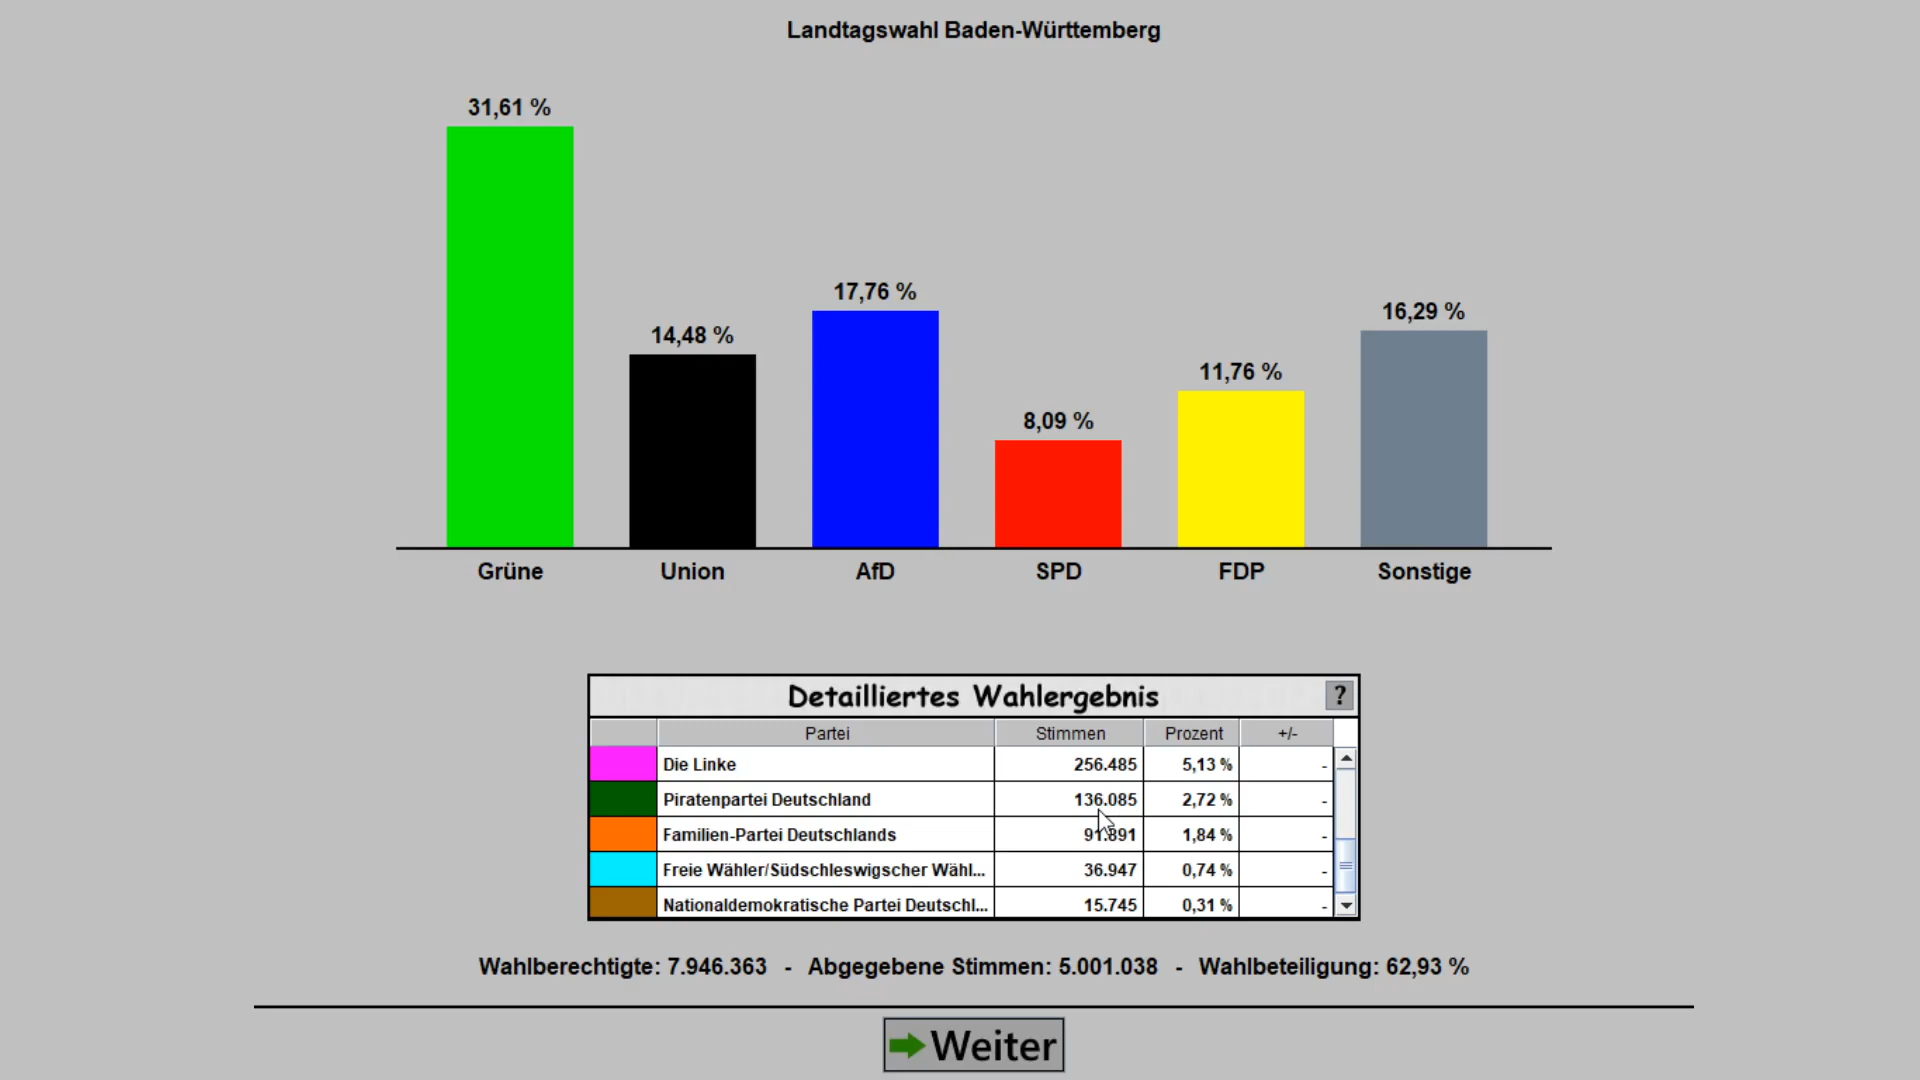 Landtagswahl Baden-Württemberg
31,61 %
14,48 %
17,76 %
8,09 %
11,76 %
16,29 %
Grüne Union AfD SPD FDP Sonstige
Detailliertes Wahlergebnis ?
Partei Stimmen Prozent +/-
Die Linke 256.485 5,13 % -
Piratenpartei Deutschland 136.085 2,72 % -
Familien-Partei Deutschlands 91.891 1,84 % -
Freie Wähler/Südschleswigscher Wähl... 36.947 0,74 % -
Nationaldemokratische Partei Deutschl... 15.745 0,31 % -
Wahlberechtigte: 7.946.363 - Abgegebene Stimmen: 5.001.038 - Wahlbeteiligung: 62,93 %
Weiter